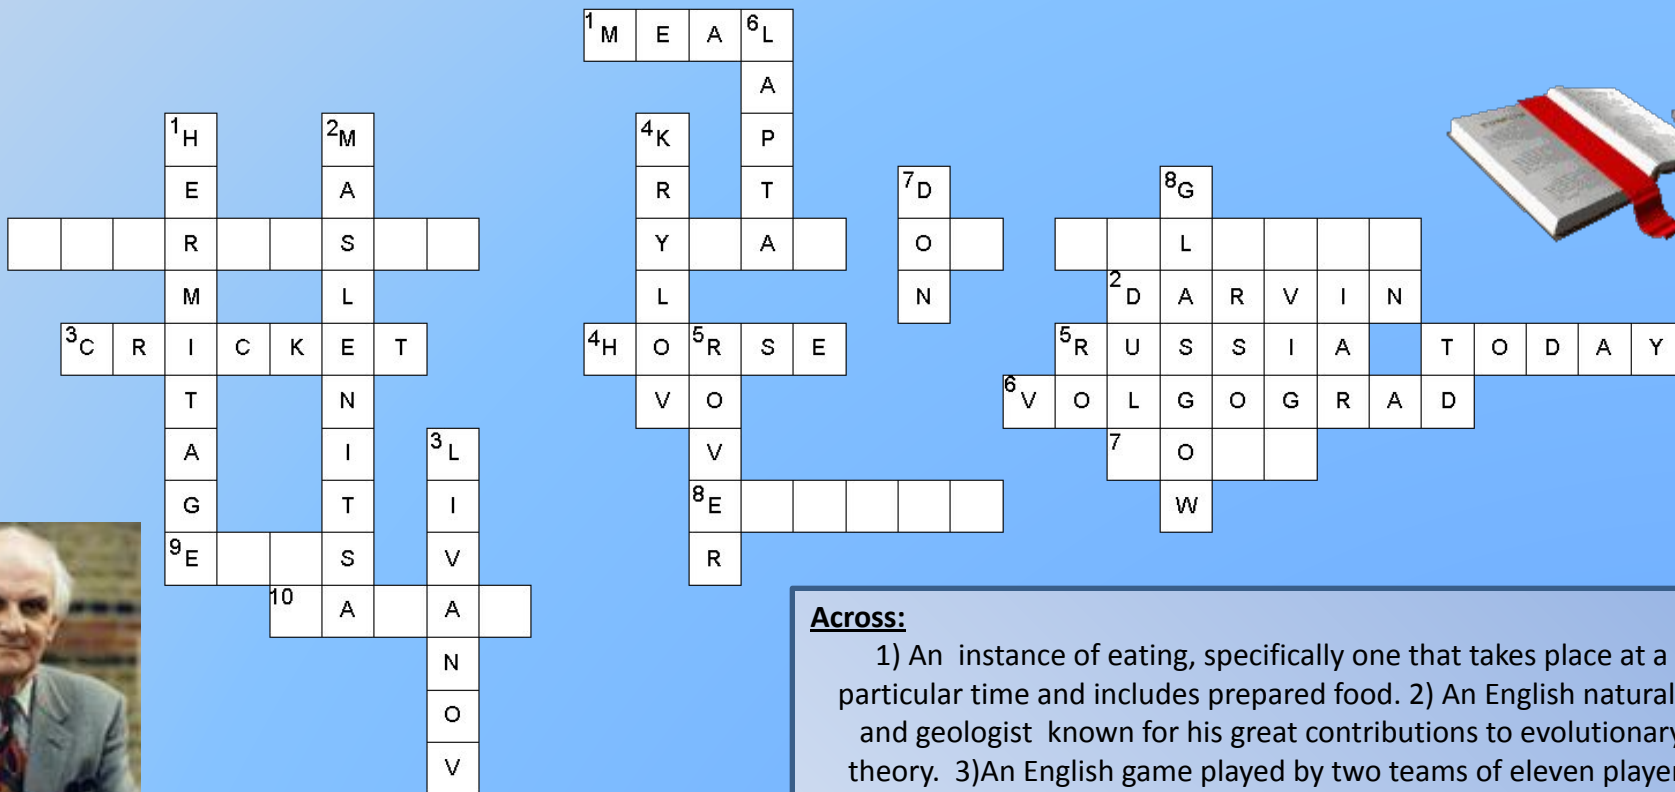 1 M E A 6 L
A
1 H 2 M 4 K P
E A R T 7 D 8 G
R S Y A O L
M L L N 2 D A R V I N
3 C R I C K E T 4 H O 5 R S E 5 R U S S I A T O D A Y
T N V O 6 V O L G O G R A D
A I 3 L V 7 O
G T I 8 E W
9 E S V R
10 A A
N
O
V
Across:
1) An instance of eating, specifically one that takes place at a
particular time and includes prepared food. 2) An English natural
and geologist known for his great contributions to evolutionary
theory. 3)An English game played by two teams of eleven player